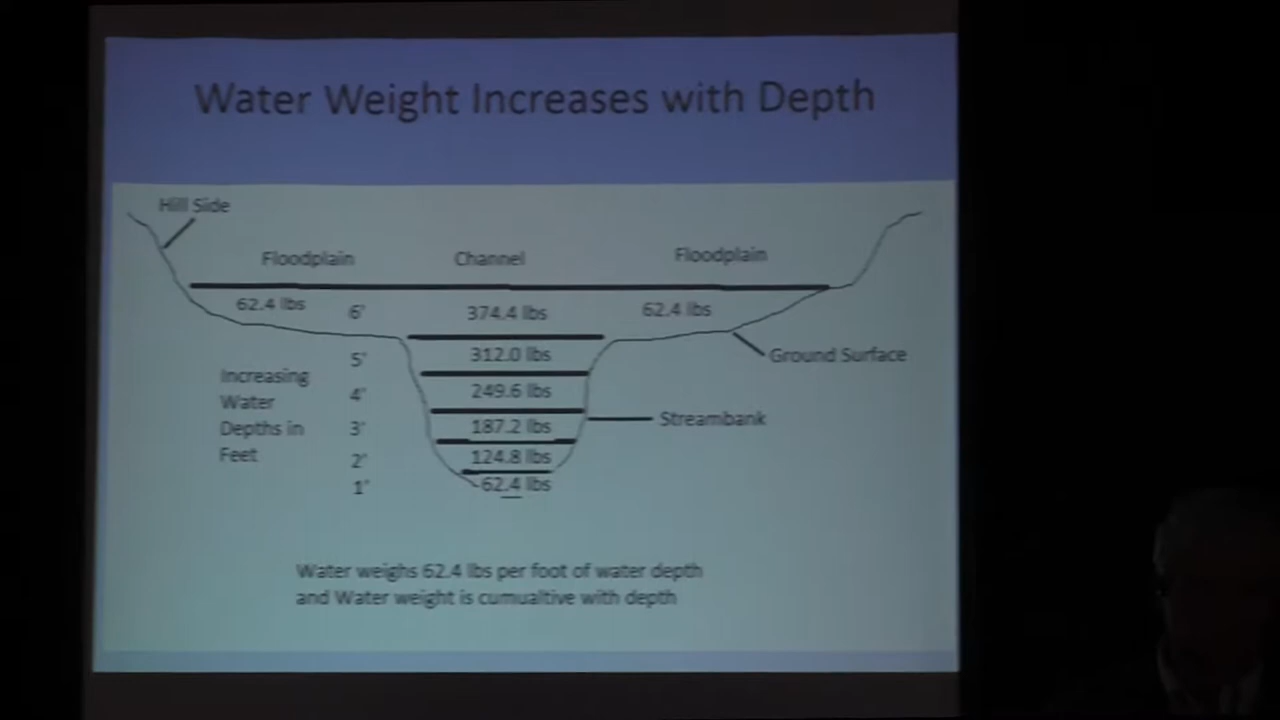 Water Weight Increases with Depth
Hill Side
Floodplain
Channel
Floodplain
62.4 lbs
6'
374.4 lbs
62.4 lbs
5'
312.0 lbs
Ground Surface
Increasing
Water
Depths in
Feet
4'
249.6 lbs
3'
187.2 lbs
Streambank
2'
124.8 lbs
1'
62.4 lbs
Water weighs 62.4 lbs per foot of water depth
and Water weight is cumualtive with depth